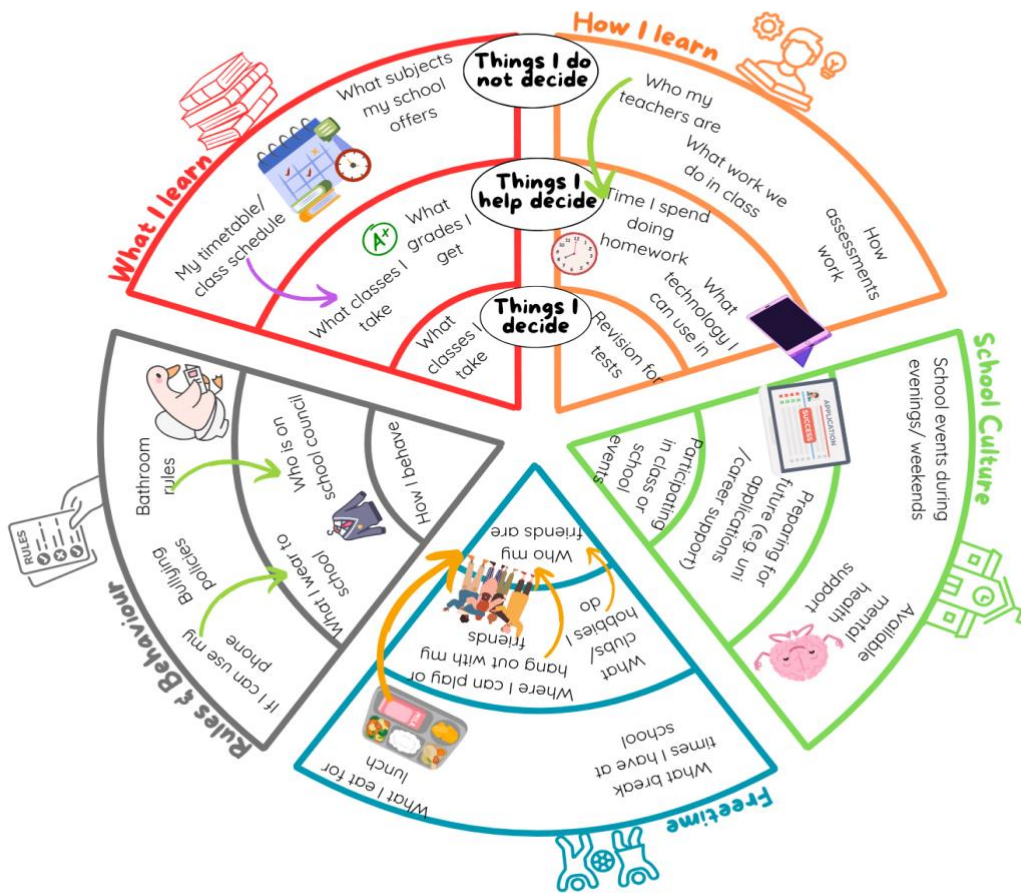 How I learn
Things I do
not decide
What subjects
my school
offers
Who my
teachers are
What work we
do in class
How
assessments
work
What I learn
My timetable/
class schedule
Things I
help decide
A+
What
grades I
get
What classes I
take
Time I spend
doing
homework
What
technology I
can use in
Things I
decide
What
classes I
take
Revision for
tests
School Culture
School events during
evenings/ weekends
Available
mental
health
support
APPLICATION
SUCCESS
Preparing for
future (e.g. uni
applications
/career support)
Participating
in class or
school
events
Rules & Behaviour
RULES
Bathroom
rules
Bullying
policies
If I can use my
phone
Who is on
school council
What I wear to
school
How I behave
Freetime
Who my
friends are
What
clubs/
hobbies I
do
Where I can play or
hang out with my
friends
What break
times I have at
school
What I eat for
lunch